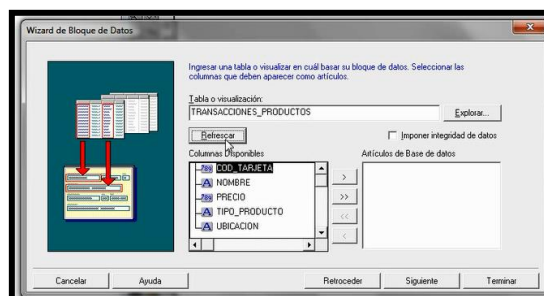 Wizard de Bloque de Datos
Ingresar una tabla o visualizar en cuál basar su bloque de datos. Seleccionar las
columnas que deben aparecer como artículos.
Tabla o visualización:
TRANSACCIONES_PRODUCTOS
Explorar...
Refrescar
Imponer integridad de datos
Columnas Disponibles
Artículos de Base de datos
789 COD_TARJETA
A NOMBRE
789 PRECIO
A TIPO_PRODUCTO
A UBICACION
>
>>
<<
<
Cancelar
Ayuda
Retroceder
Siguiente
Terminar